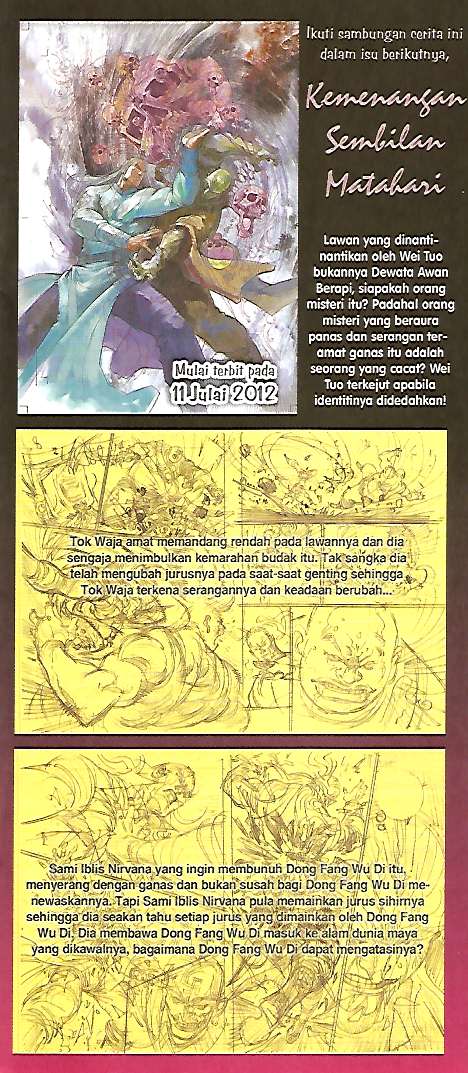 Ikuti sambungan cerita ini
dalam isu berikutnya,
Kemenangan
Sembilan
Matahari
Lawan yang dinanti-
nantikan oleh Wei Tuo
bukannya Dewata Awan
Berapi, siapakah orang
misteri itu? Padahal orang
misteri yang beraura
panas dan serangan ter-
amat ganas itu adalah
seorang yang cacat? Wei
Tuo terkejut apabila
identitinya didedahkan!
Mulai terbit pada
11 Julai 2012
Tok Waja amat memandang rendah pada lawannya dan dia
sengaja menimbulkan kemarahan budak itu. Tak sangka dia
telah mengubah jurusnya pada saat-saat genting sehingga
Tok Waja terkena serangannya dan keadaan berubah...
Sami Iblis Nirvana yang ingin membunuh Dong Fang Wu Di itu,
menyerang dengan ganas dan bukan susah bagi Dong Fang Wu Di me-
newaskannya. Tapi Sami Iblis Nirvana pula memainkan jurus sihirnya
sehingga dia seakan tahu setiap jurus yang dimainkan oleh Dong Fang
Wu Di. Dia membawa Dong Fang Wu Di masuk ke alam dunia maya
yang dikawalnya, bagaimana Dong Fang Wu Di dapat mengatasinya?